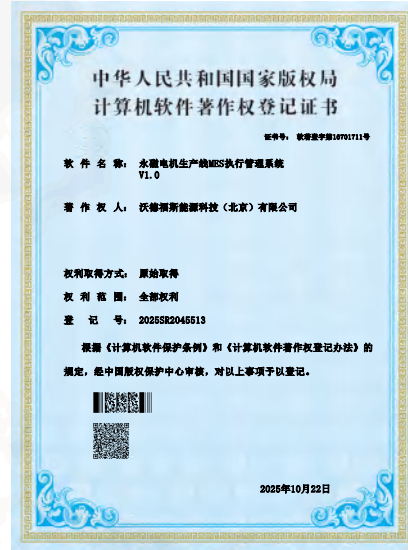 中华人民共和国国家版权局
计算机软件著作权登记证书
证书号： 软著登字第16701711号
软件名称： 永磁电机生产线MES执行管理系统
V1.0
著作权人： 沃德福斯能源科技（北京）有限公司
权利取得方式： 原始取得
权利范围： 全部权利
登记号： 2025SR2045513
根据《计算机软件保护条例》和《计算机软件著作权登记办法》的
规定，经中国版权保护中心审核，对以上事项予以登记。
2025年10月22日